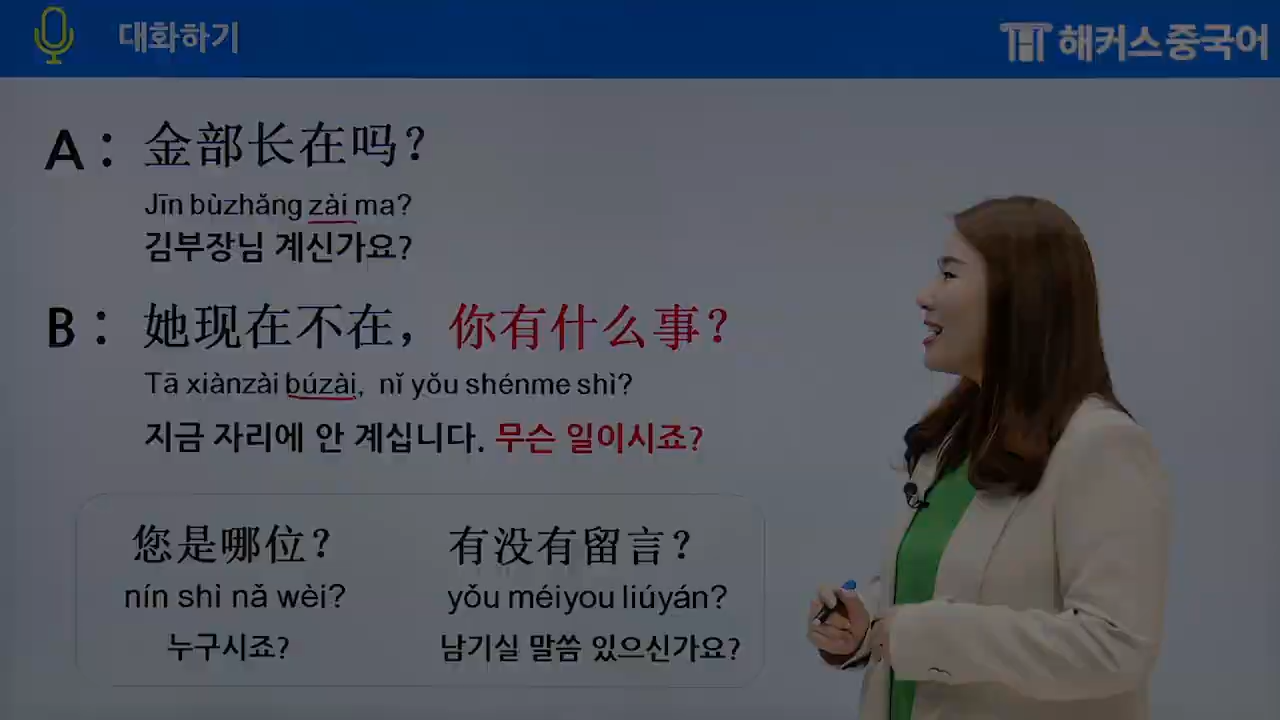 대화하기
해커스중국어
A : 金部长在吗？
Jīn bùzhǎng zài ma?
김부장님 계신가요?
B : 她现在不在，你有什么事？
Tā xiànzài búzài, nǐ yǒu shénme shì?
지금 자리에 안 계십니다. 무슨 일이시죠?
您是哪位？
nín shì nǎ wèi?
누구시죠?
有没有留言？
yǒu méiyou liúyán?
남기실 말씀 있으신가요?